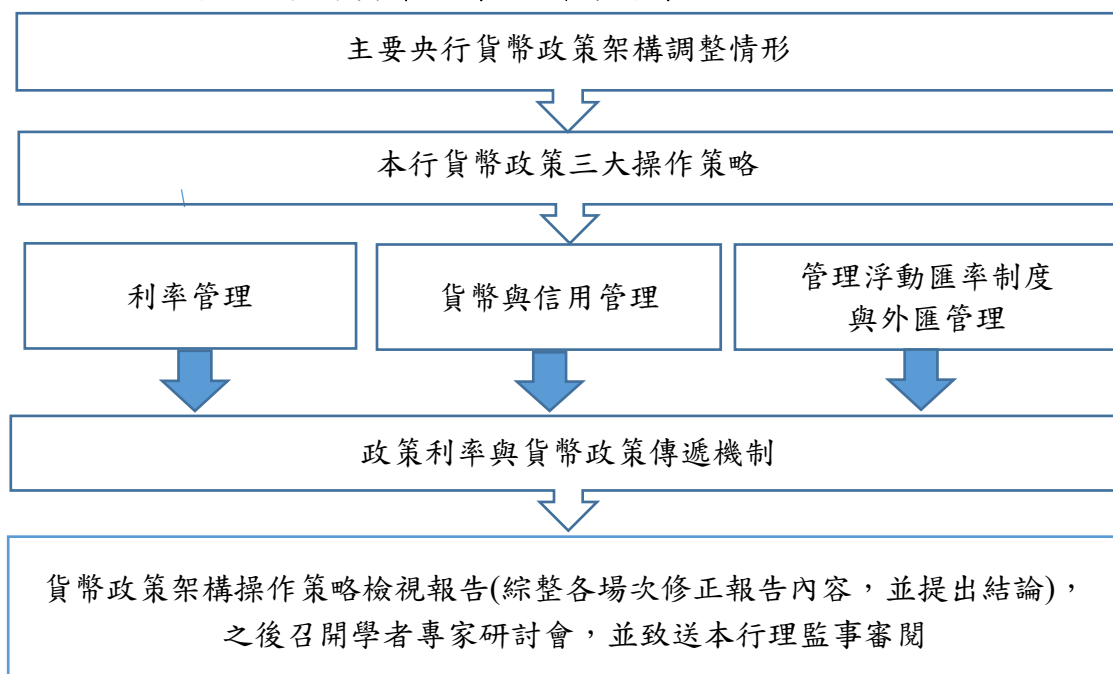 主要央行貨幣政策架構調整情形
本行貨幣政策三大操作策略
利率管理
貨幣與信用管理
管理浮動匯率制度
與外匯管理
政策利率與貨幣政策傳遞機制
貨幣政策架構操作策略檢視報告(綜整各場次修正報告內容，並提出結論)，
之後召開學者專家研討會，並致送本行理監事審閱